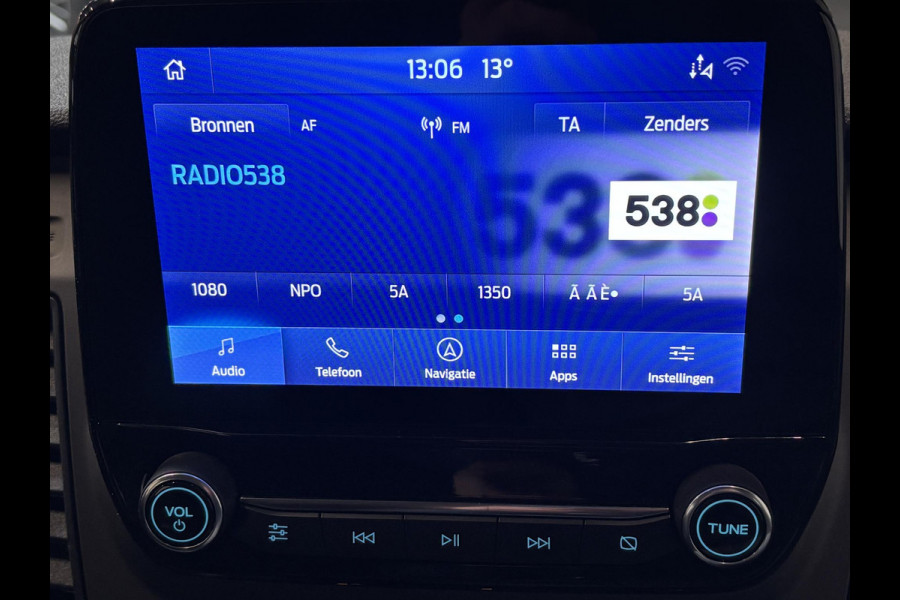 13:06 13°
Bronnen AF FM TA Zenders
RADIO538
538
1080 NPO 5A 1350 Ã ÃÈ• 5A
Audio Telefoon Navigatie Apps Instellingen
VOL
TUNE